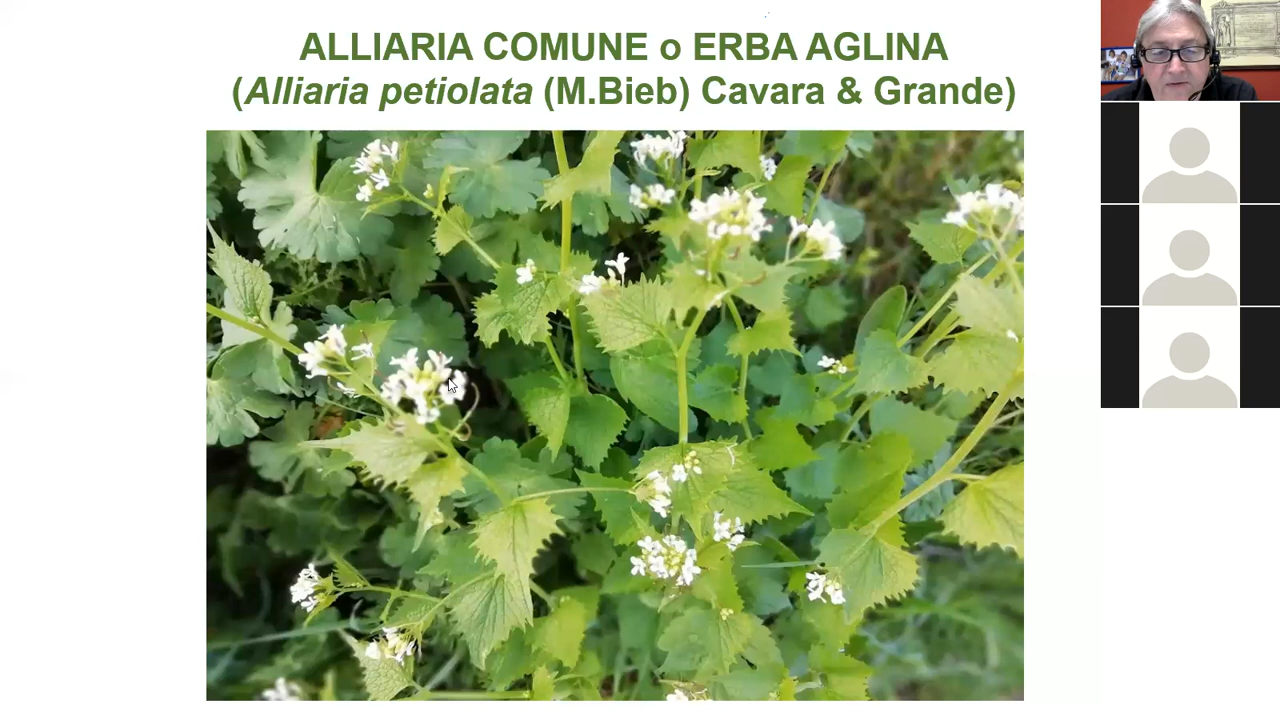 ALLIARIA COMUNE o ERBA AGLINA
(Alliaria petiolata (M.Bieb) Cavara & Grande)